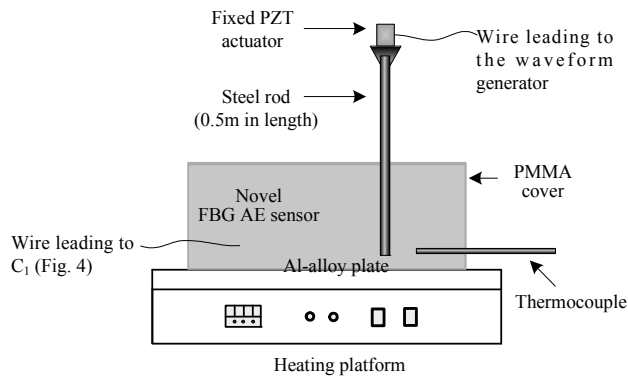 Fixed PZT
actuator
Wire leading to
the waveform
generator
Steel rod
(0.5m in length)
PMMA
cover
Novel
FBG AE sensor
Wire leading to
C₁ (Fig. 4)
Al-alloy plate
Thermocouple
Heating platform